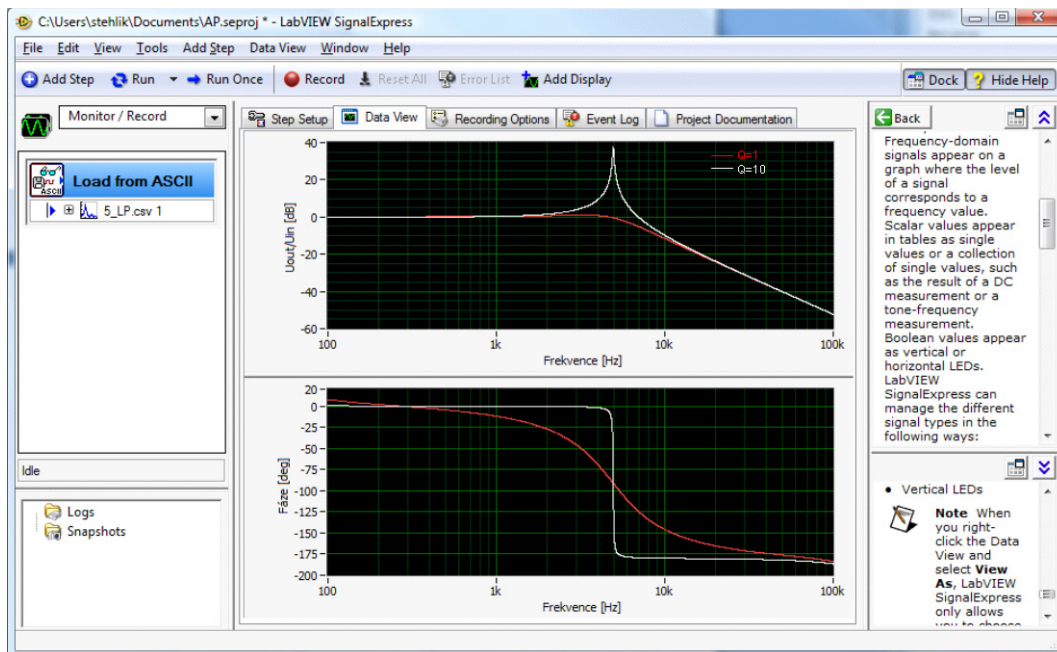 C:\Users\stehlik\Documents\AP.seproj * - LabVIEW SignalExpress
File Edit View Tools Add Step Data View Window Help
Add Step Run Run Once Record Reset All Error List Add Display Dock Hide Help
Monitor / Record
Load from ASCII
ASCII
5_LP.csv 1
Idle
Logs
Snapshots
Step Setup Data View Recording Options Event Log Project Documentation
40
20
0
-20
-40
-60
Uout/Uin [dB]
Q=1
Q=10
100 1k 10k 100k
Frekvence [Hz]
20
0
-25
-50
-75
-100
-125
-150
-175
-200
Fáze [deg]
100 1k 10k 100k
Frekvence [Hz]
Back
Frequency-domain
signals appear on a
graph where the level
of a signal
corresponds to a
frequency value.
Scalar values appear
in tables as single
values or a collection
of single values, such
as the result of a DC
measurement or a
tone-frequency
measurement.
Boolean values appear
as vertical or
horizontal LEDs.
LabVIEW
SignalExpress can
manage the different
signal types in the
following ways:
• Vertical LEDs
Note When
you right-
click the Data
View and
select View
As, LabVIEW
SignalExpress
only allows
you to choose